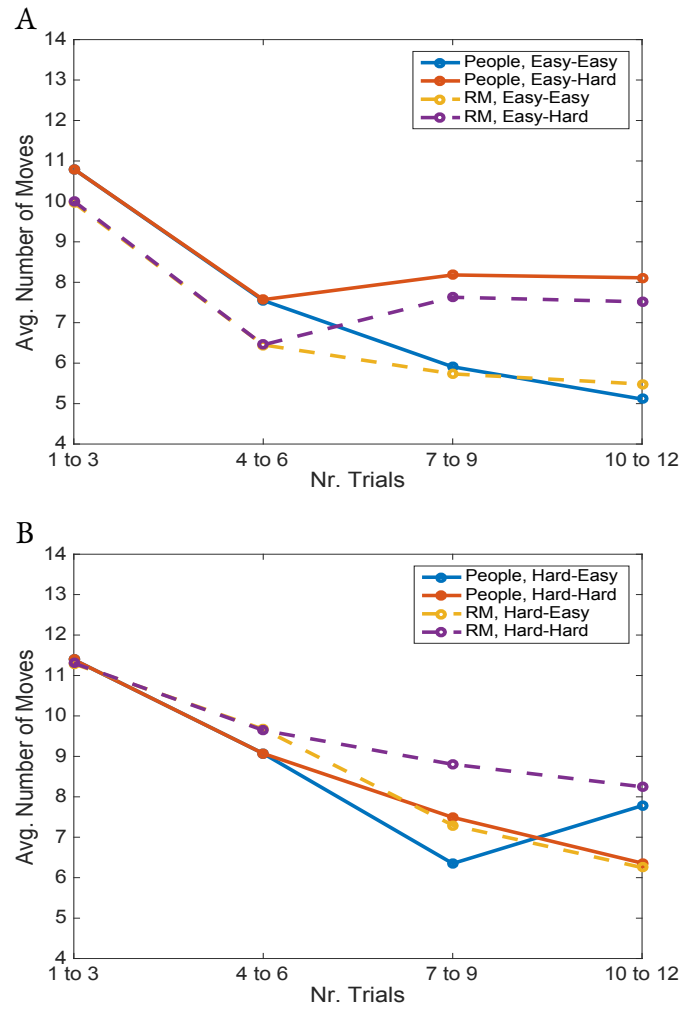 A
14
13
12
11
10
9
8
7
6
5
4
Avg. Number of Moves
People, Easy-Easy
People, Easy-Hard
RM, Easy-Easy
RM, Easy-Hard
1 to 3 4 to 6 7 to 9 10 to 12
Nr. Trials
B
14
13
12
11
10
9
8
7
6
5
4
Avg. Number of Moves
People, Hard-Easy
People, Hard-Hard
RM, Hard-Easy
RM, Hard-Hard
1 to 3 4 to 6 7 to 9 10 to 12
Nr. Trials